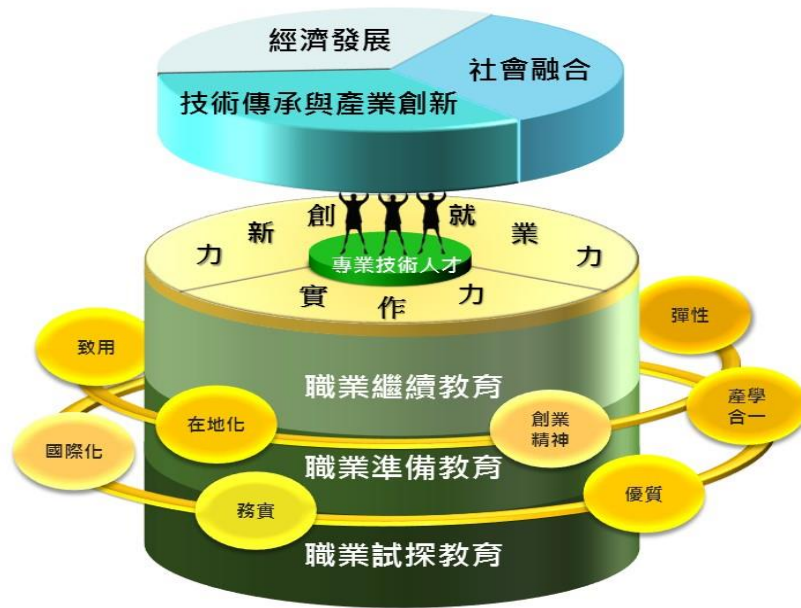 經濟發展
社會融合
技術傳承與產業創新
力新創
就業力
專業技術人才
實作力
彈性
致用
職業繼續教育
產學
合一
在地化
創業
精神
國際化
職業準備教育
優質
務實
職業試探教育